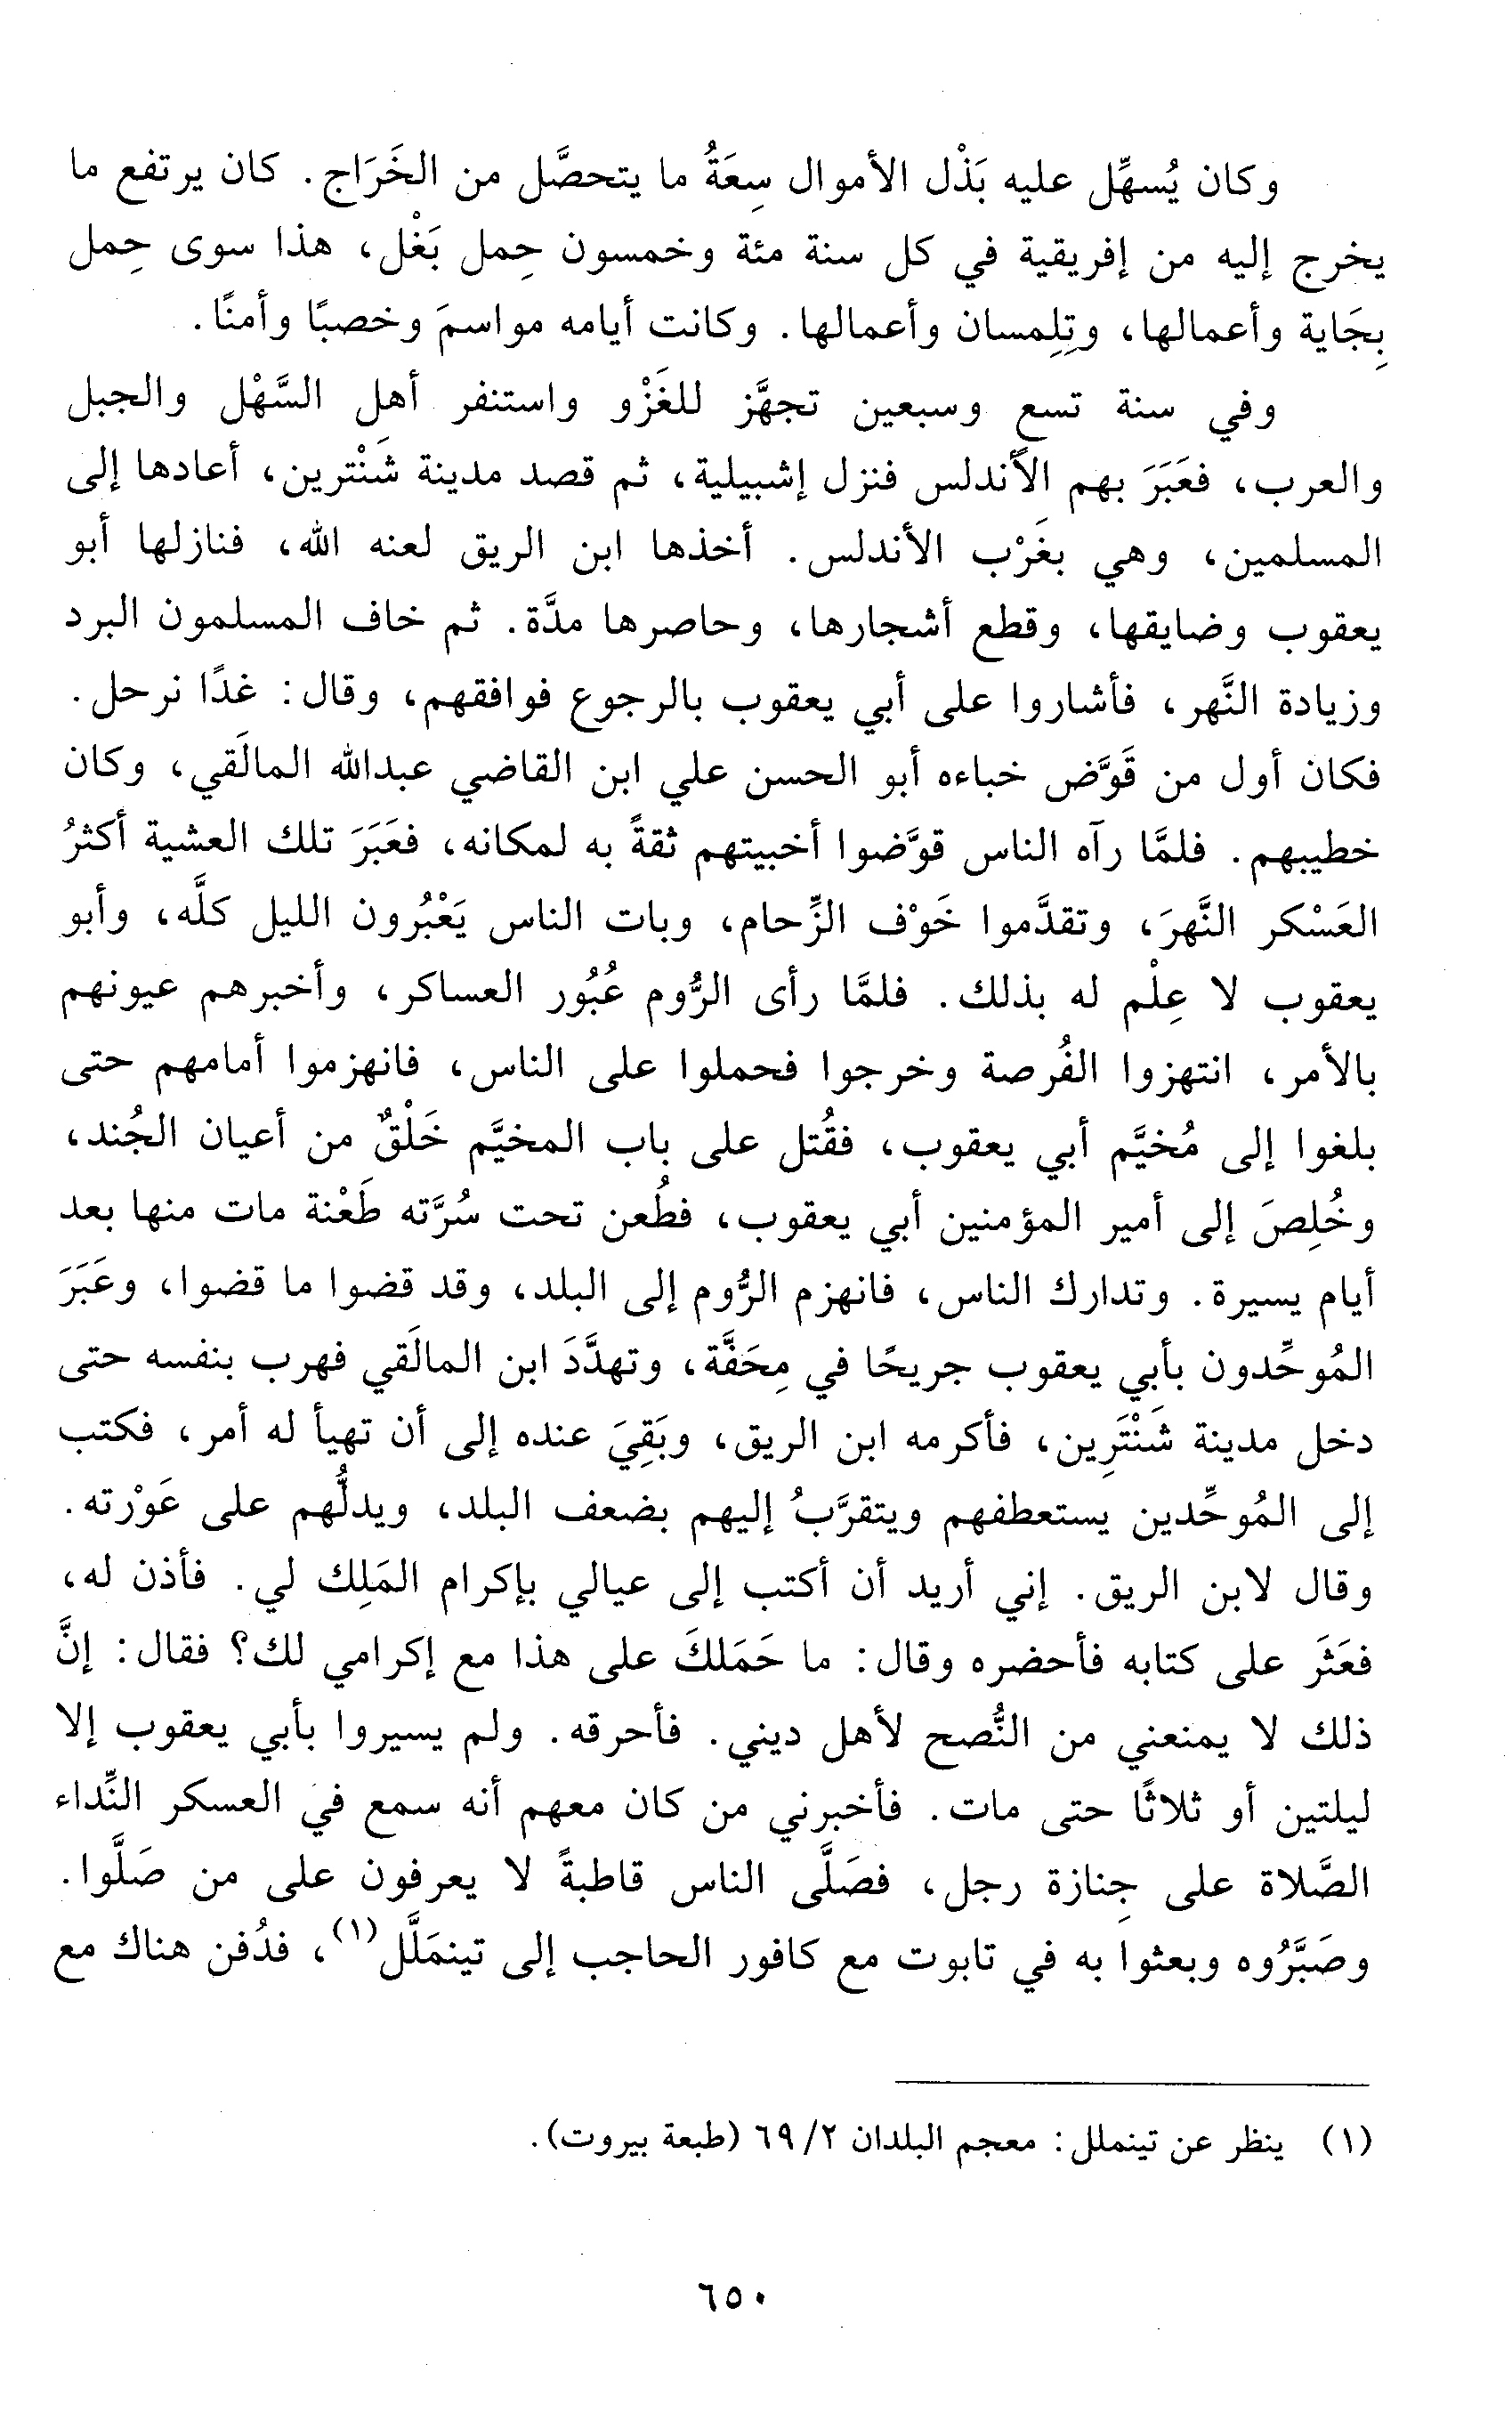 وكان يُسهِّل عليه بَذْل الأموال سِعَةُ ما يتحصَّل من الخَرَاج. كان يرتفع ما
يخرج إليه من إفريقية في كل سنة مئة وخمسون حِمل بَغْل، هذا سوى حِمل
بِجَاية وأعمالها، وتِلِمسان وأعمالها. وكانت أيامه مواسمَ وخصبًا وأمنًا.
وفي سنة تسع وسبعين تجهَّز للغَزْو واستنفر أهل السَّهْل والجبل
والعرب، فعَبَرَ بهم الأندلس فنزل إشبيلية، ثم قصد مدينة شَنْترين، أعادها إلى
المسلمين، وهي بغَرْب الأندلس. أخذها ابن الريق لعنه الله، فنازلها أبو
يعقوب وضايقها، وقطع أشجارها، وحاصرها مدَّة. ثم خاف المسلمون البرد
وزيادة النَّهر، فأشاروا على أبي يعقوب بالرجوع فوافقهم، وقال: غدًا نرحل.
فكان أول من قَوَّض خباءه أبو الحسن علي ابن القاضي عبدالله المالَقي، وكان
خطيبهم. فلمَّا رآه الناس قوَّضوا أخبيتهم ثقةً به لمكانه، فعَبَرَ تلك العشية أكثرُ
العَسْكر النَّهرَ، وتقدَّموا خَوْف الزِّحام، وبات الناس يَعْبُرون الليل كلَّه، وأبو
يعقوب لا عِلْم له بذلك. فلمَّا رأى الرُّوم عُبُور العساكر، وأخبرهم عيونهم
بالأمر، انتهزوا الفُرصة وخرجوا فحملوا على الناس، فانهزموا أمامهم حتى
بلغوا إلى مُخيَّم أبي يعقوب، فقُتل على باب المخيَّم خَلْقٌ من أعيان الجُند،
وخُلِصَ إلى أمير المؤمنين أبي يعقوب، فطُعن تحت سُرَّته طَعْنة مات منها بعد
أيام يسيرة. وتدارك الناس، فانهزم الرُّوم إلى البلد، وقد قضوا ما قضوا، وعَبَرَ
المُوحِّدون بأبي يعقوب جريحًا في مِحَفَّة، وتهدَّدَ ابن المالَقي فهرب بنفسه حتى
دخل مدينة شَنْتَرِين، فأكرمه ابن الريق، وبَقِيَ عنده إلى أن تهيأ له أمر، فكتب
إلى المُوحِّدين يستعطفهم ويتقرَّبُ إليهم بضعف البلد، ويدلُّهم على عَوْرته.
وقال لابن الريق. إني أريد أن أكتب إلى عيالي بإكرام المَلِك لي. فأذن له،
فعَثَرَ على كتابه فأحضره وقال: ما حَمَلكَ على هذا مع إكرامي لك؟ فقال: إنَّ
ذلك لا يمنعني من النُّصح لأهل ديني. فأحرقه. ولم يسيروا بأبي يعقوب إلا
ليلتين أو ثلاثًا حتى مات. فأخبرني من كان معهم أنه سمع في العسكر النِّداء
الصَّلاة على جِنازة رجل، فصَلَّى الناس قاطبةً لا يعرفون على من صَلَّوا.
وصَبَّرُوه وبعثوا به في تابوت مع كافور الحاجب إلى تينمَلَّل(١)، فدُفن هناك مع
(١) ينظر عن تينملل: معجم البلدان ٢/ ٦٩ (طبعة بيروت).
٦٥٠